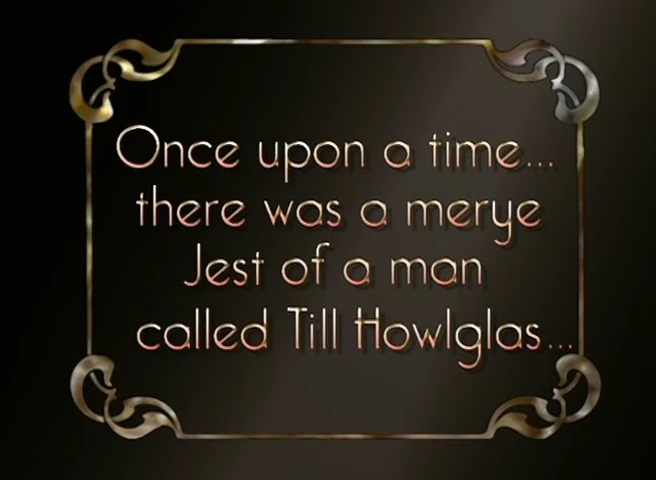 Once upon a time...
there was a merye
Jest of a man
called Till Howlglas...